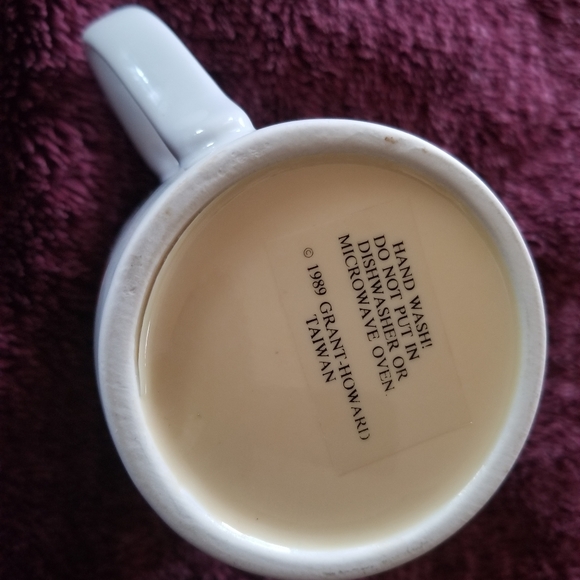 HAND WASH!
DO NOT PUT IN
DISHWASHER OR
MICROWAVE OVEN.
© 1989 GRANT-HOWARD
TAIWAN